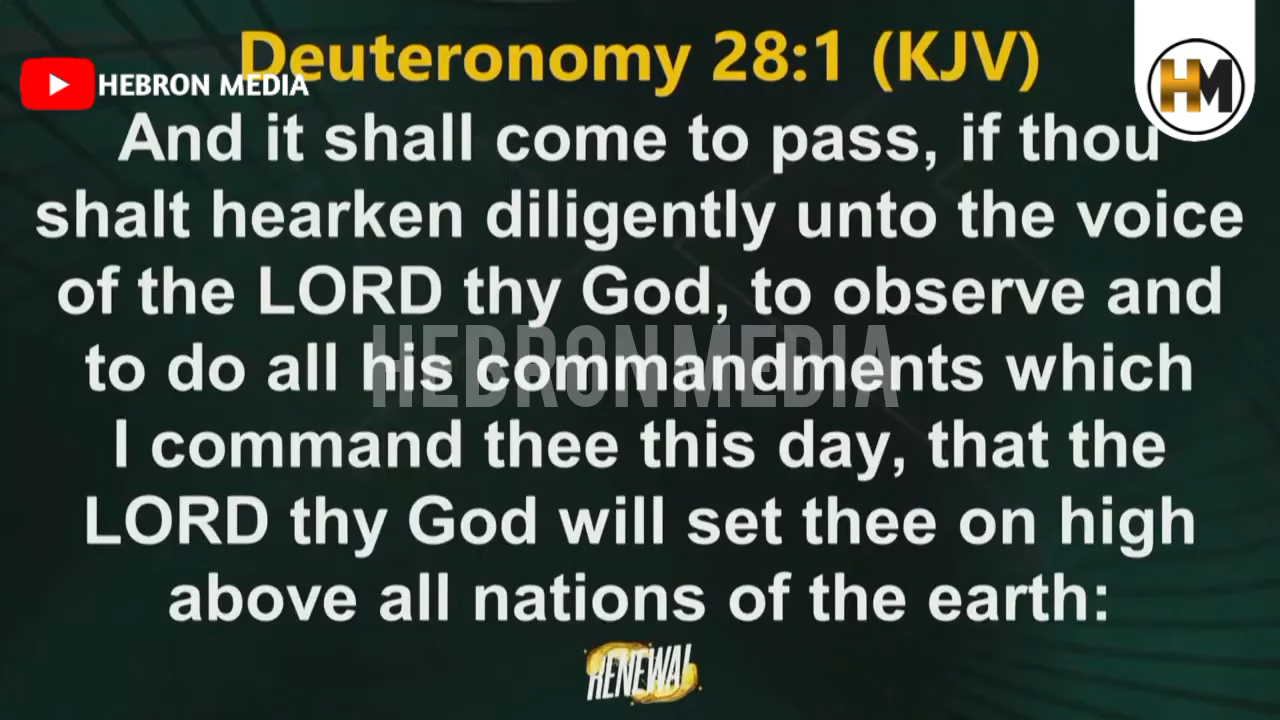 Deuteronomy 28:1 (KJV)
HEBRON MEDIA
HM
And it shall come to pass, if thou
shalt hearken diligently unto the voice
of the LORD thy God, to observe and
to do all his commandments which
HEBRON MEDIA
I command thee this day, that the
LORD thy God will set thee on high
above all nations of the earth:
RENEWAL